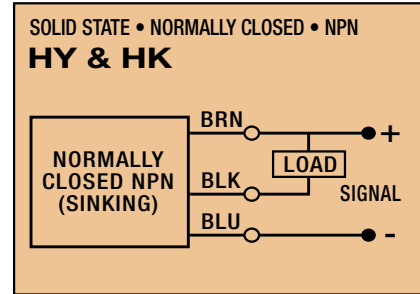 SOLID STATE • NORMALLY CLOSED • NPN
HY & HK
BRN
+
NORMALLY
CLOSED NPN
(SINKING)
LOAD
BLK
SIGNAL
BLU
-